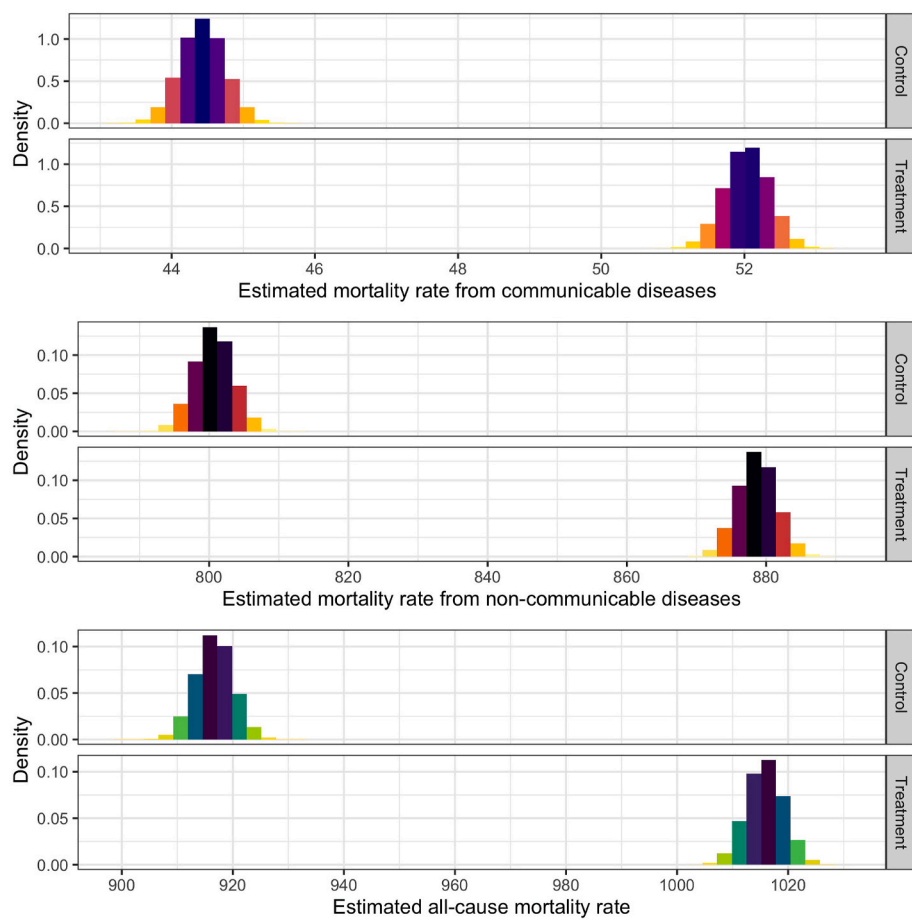 1.0
0.5
0.0
Control
1.0
0.5
0.0
Treatment
Density
44 46 48 50 52
Estimated mortality rate from communicable diseases
0.10
0.05
0.00
Control
0.10
0.05
0.00
Treatment
Density
800 820 840 860 880
Estimated mortality rate from non-communicable diseases
0.10
0.05
0.00
Control
0.10
0.05
0.00
Treatment
Density
900 920 940 960 980 1000 1020
Estimated all-cause mortality rate